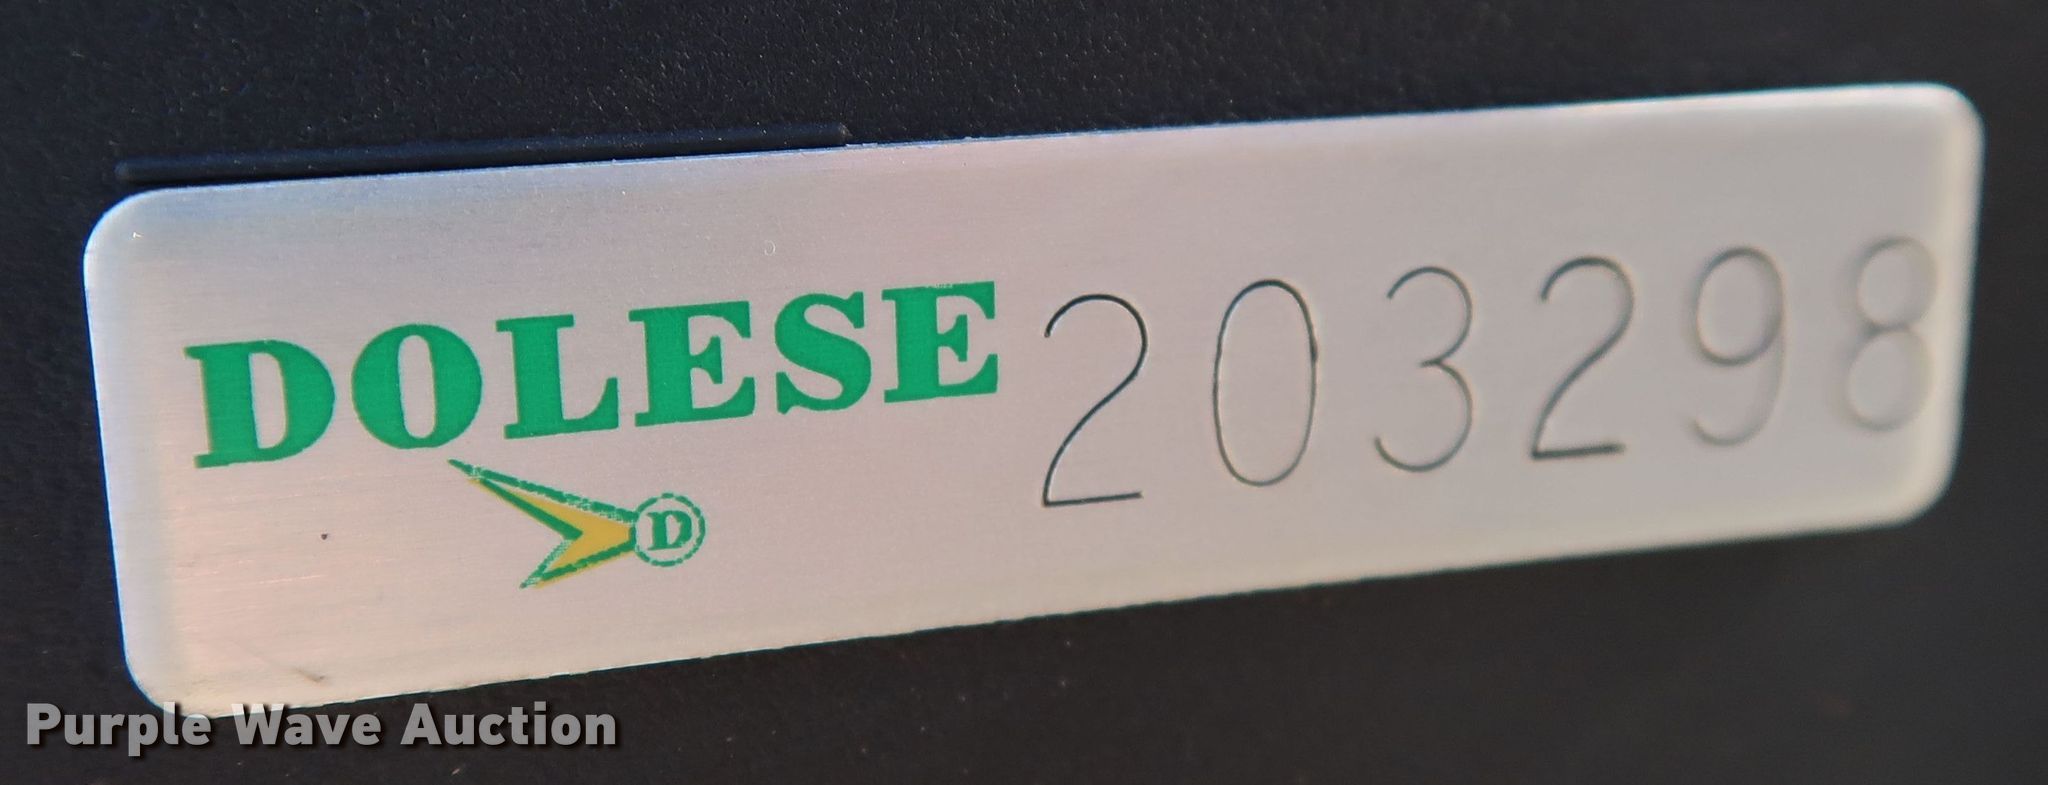 DOLESE 203298
D
Purple Wave Auction